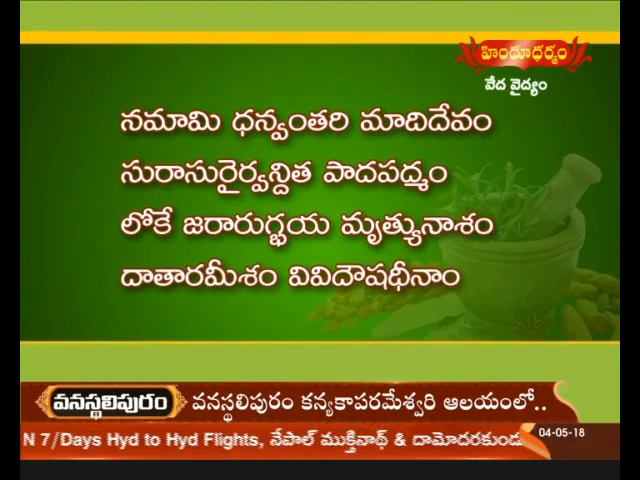 హిందూధర్మం
వేద వైద్యం
నమామి ధన్వంతరి మాదిదేవం
సురాసురైర్వన్దిత పాదపద్మం
లోకే జరారుగ్భయ మృత్యునాశం
దాతారమీశం వివిదౌషధీనాం
వనస్థలిపురం వనస్థలిపురం కన్యకాపరమేశ్వరి ఆలయంలో..
N 7/Days Hyd to Hyd Flights, నేపాల్ ముక్తినాథ్ & దామోదరకుండ 04-05-18